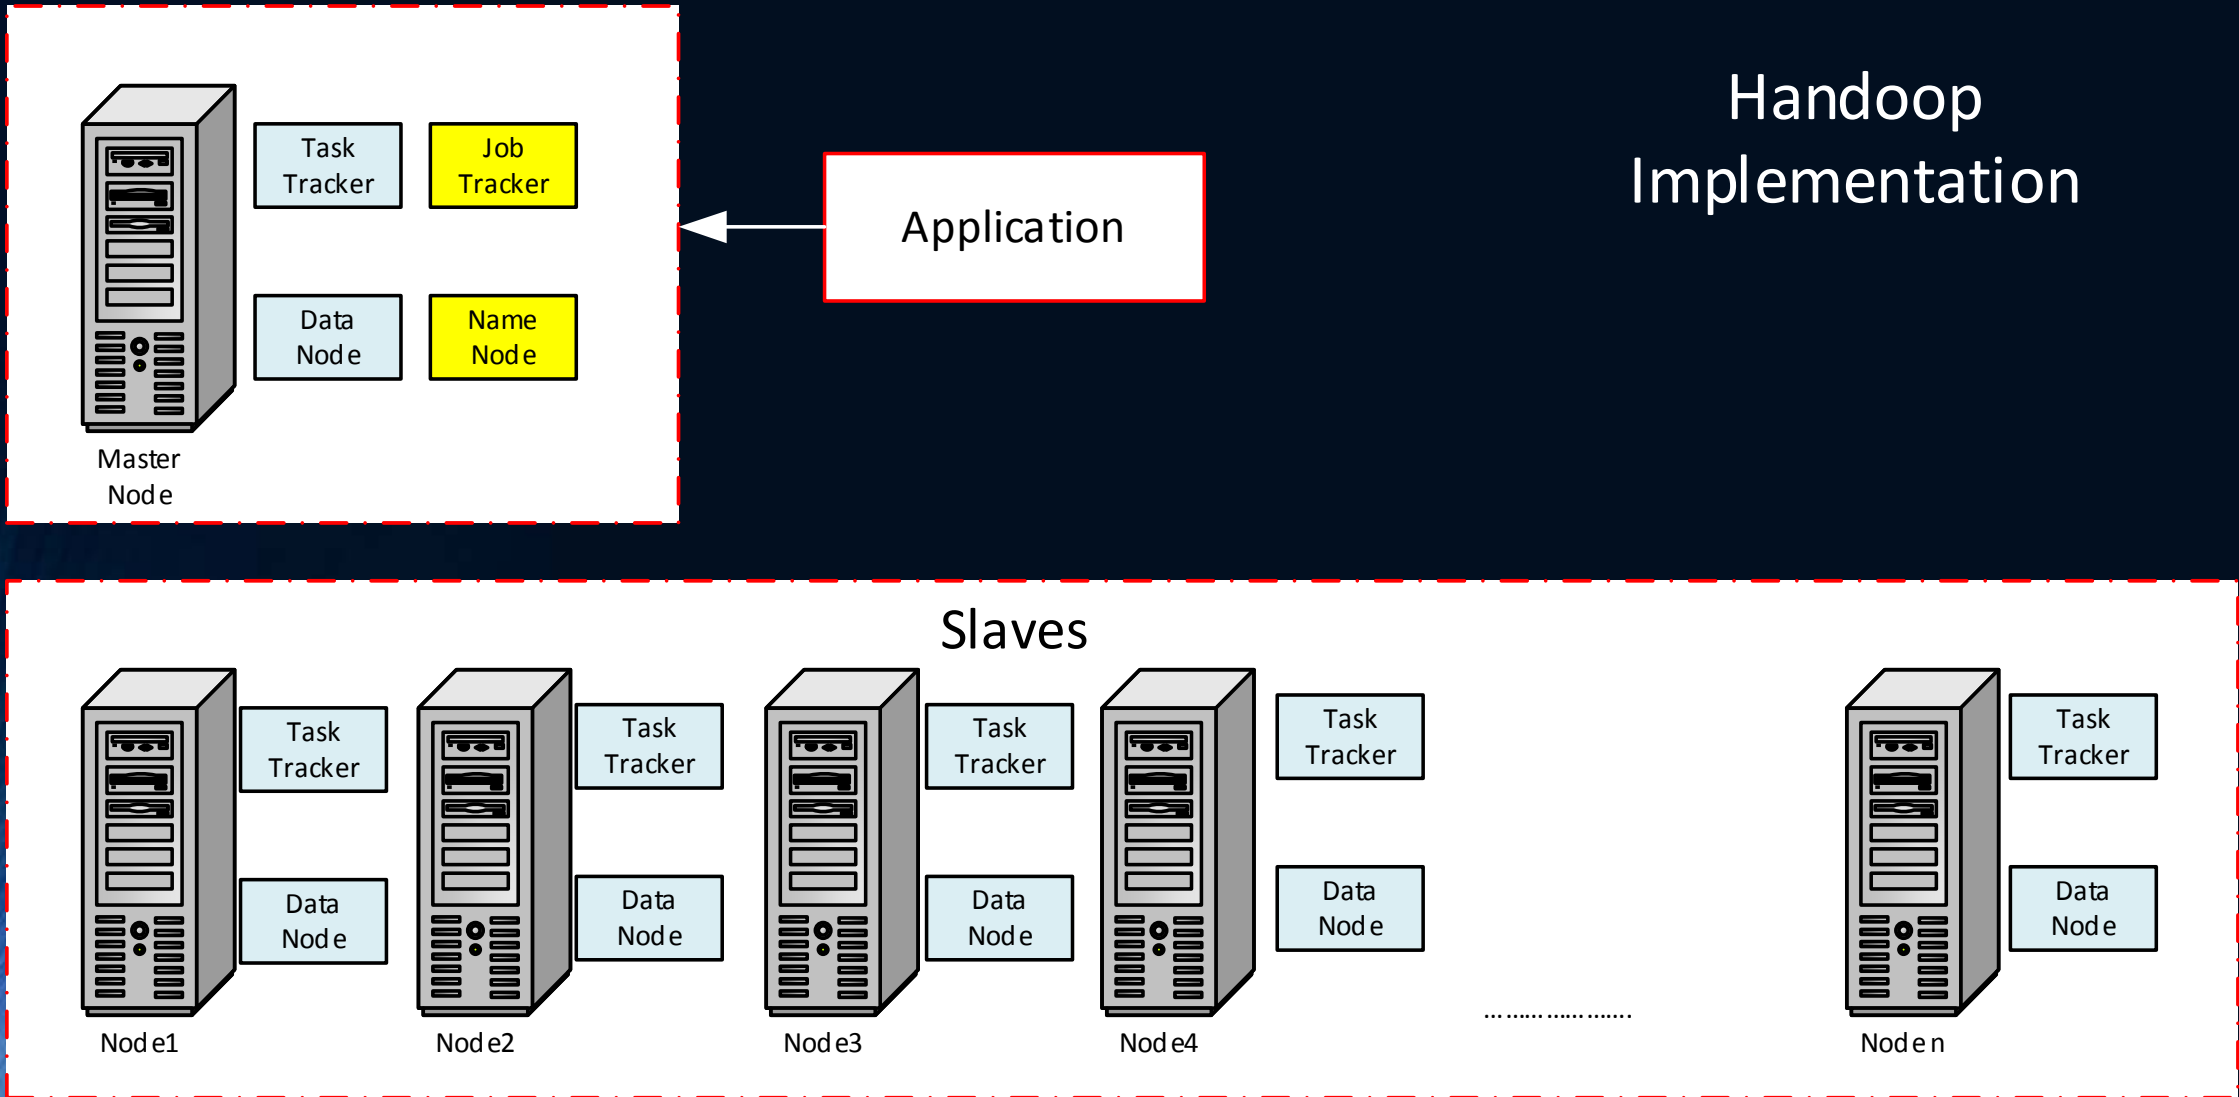 Handoop
Implementation
Task
Tracker
Job
Tracker
Application
Data
Node
Name
Node
Master
Node
Slaves
Task
Tracker
Task
Tracker
Task
Tracker
Task
Tracker
Task
Tracker
Data
Node
Data
Node
Data
Node
Data
Node
Data
Node
Node1
Node2
Node3
Node4
....................
Node n